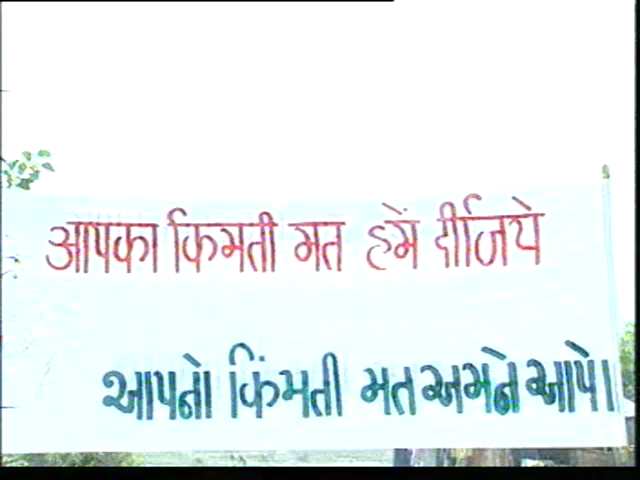 आपका किमती मत हमें दीजिये
આપનો કિંમતી મત અમને આપો